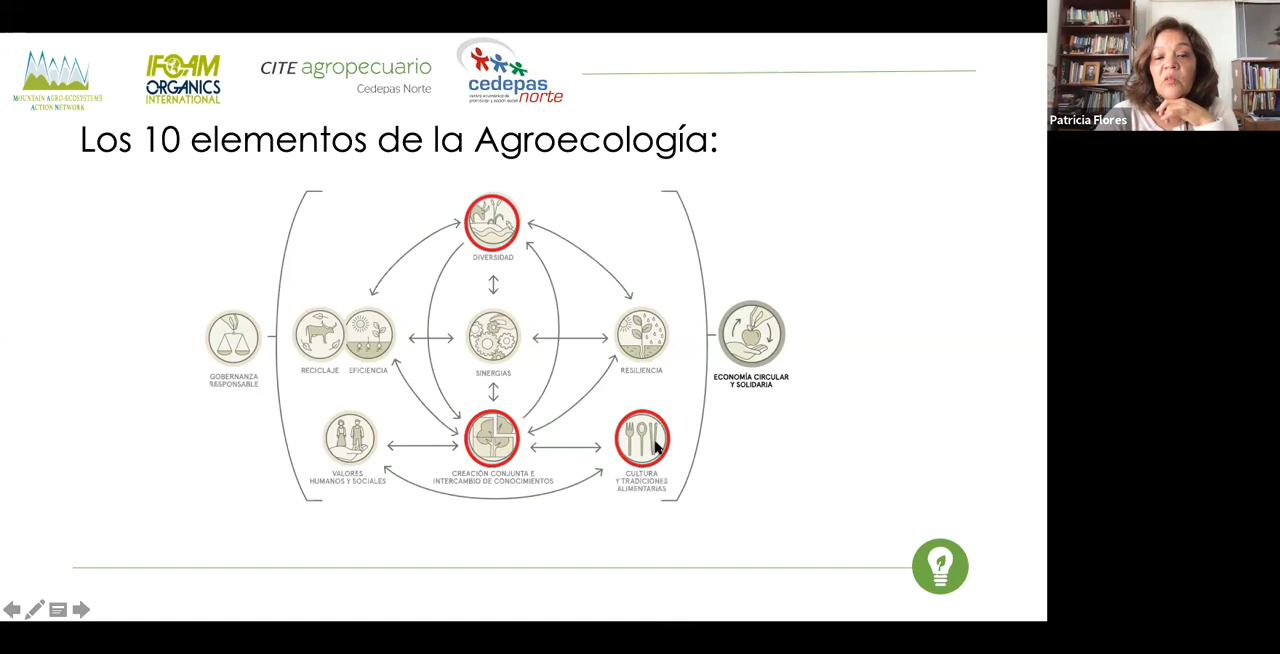 MOUNTAIN AGRO-ECOSYSTEMS
ACTION NETWORK
IFOAM
ORGANICS
INTERNATIONAL
CITE agropecuario
Cedepas Norte
cedepas
norte
Patricia Flores
Los 10 elementos de la Agroecología:
DIVERSIDAD
GOBERNANZA
RESPONSABLE
RECICLAJE
EFICIENCIA
SINERGIAS
RESILIENCIA
ECONOMÍA CIRCULAR
Y SOLIDARIA
VALORES
HUMANOS Y SOCIALES
CREACIÓN CONJUNTA E
INTERCAMBIO DE CONOCIMIENTOS
CULTURA
Y TRADICIONES
ALIMENTARIAS